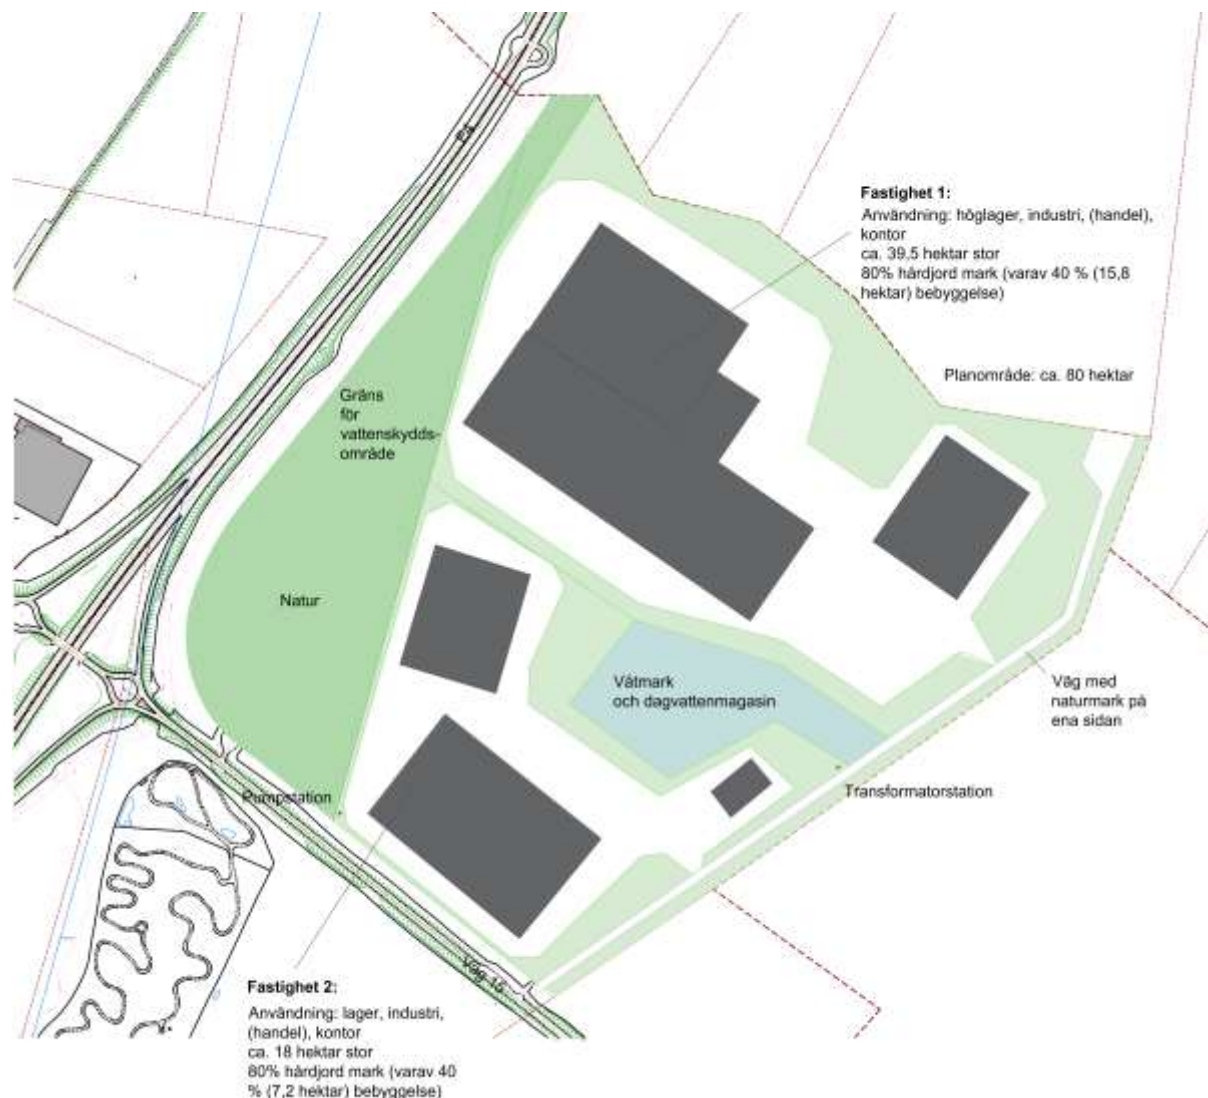 E4
Fastighet 1:
Användning: höglager, industri, (handel),
kontor
ca. 39,5 hektar stor
80% hårdjord mark (varav 40 % (15,8
hektar) bebyggelse)
Planområde: ca. 80 hektar
Gräns
för
vattenskydds-
område
Natur
Våtmark
och dagvattenmagasin
Väg med
naturmark på
ena sidan
Pumpstation
Transformatorstation
Väg 15
Fastighet 2:
Användning: lager, industri,
(handel), kontor
ca. 18 hektar stor
80% hårdjord mark (varav 40
% (7,2 hektar) bebyggelse)